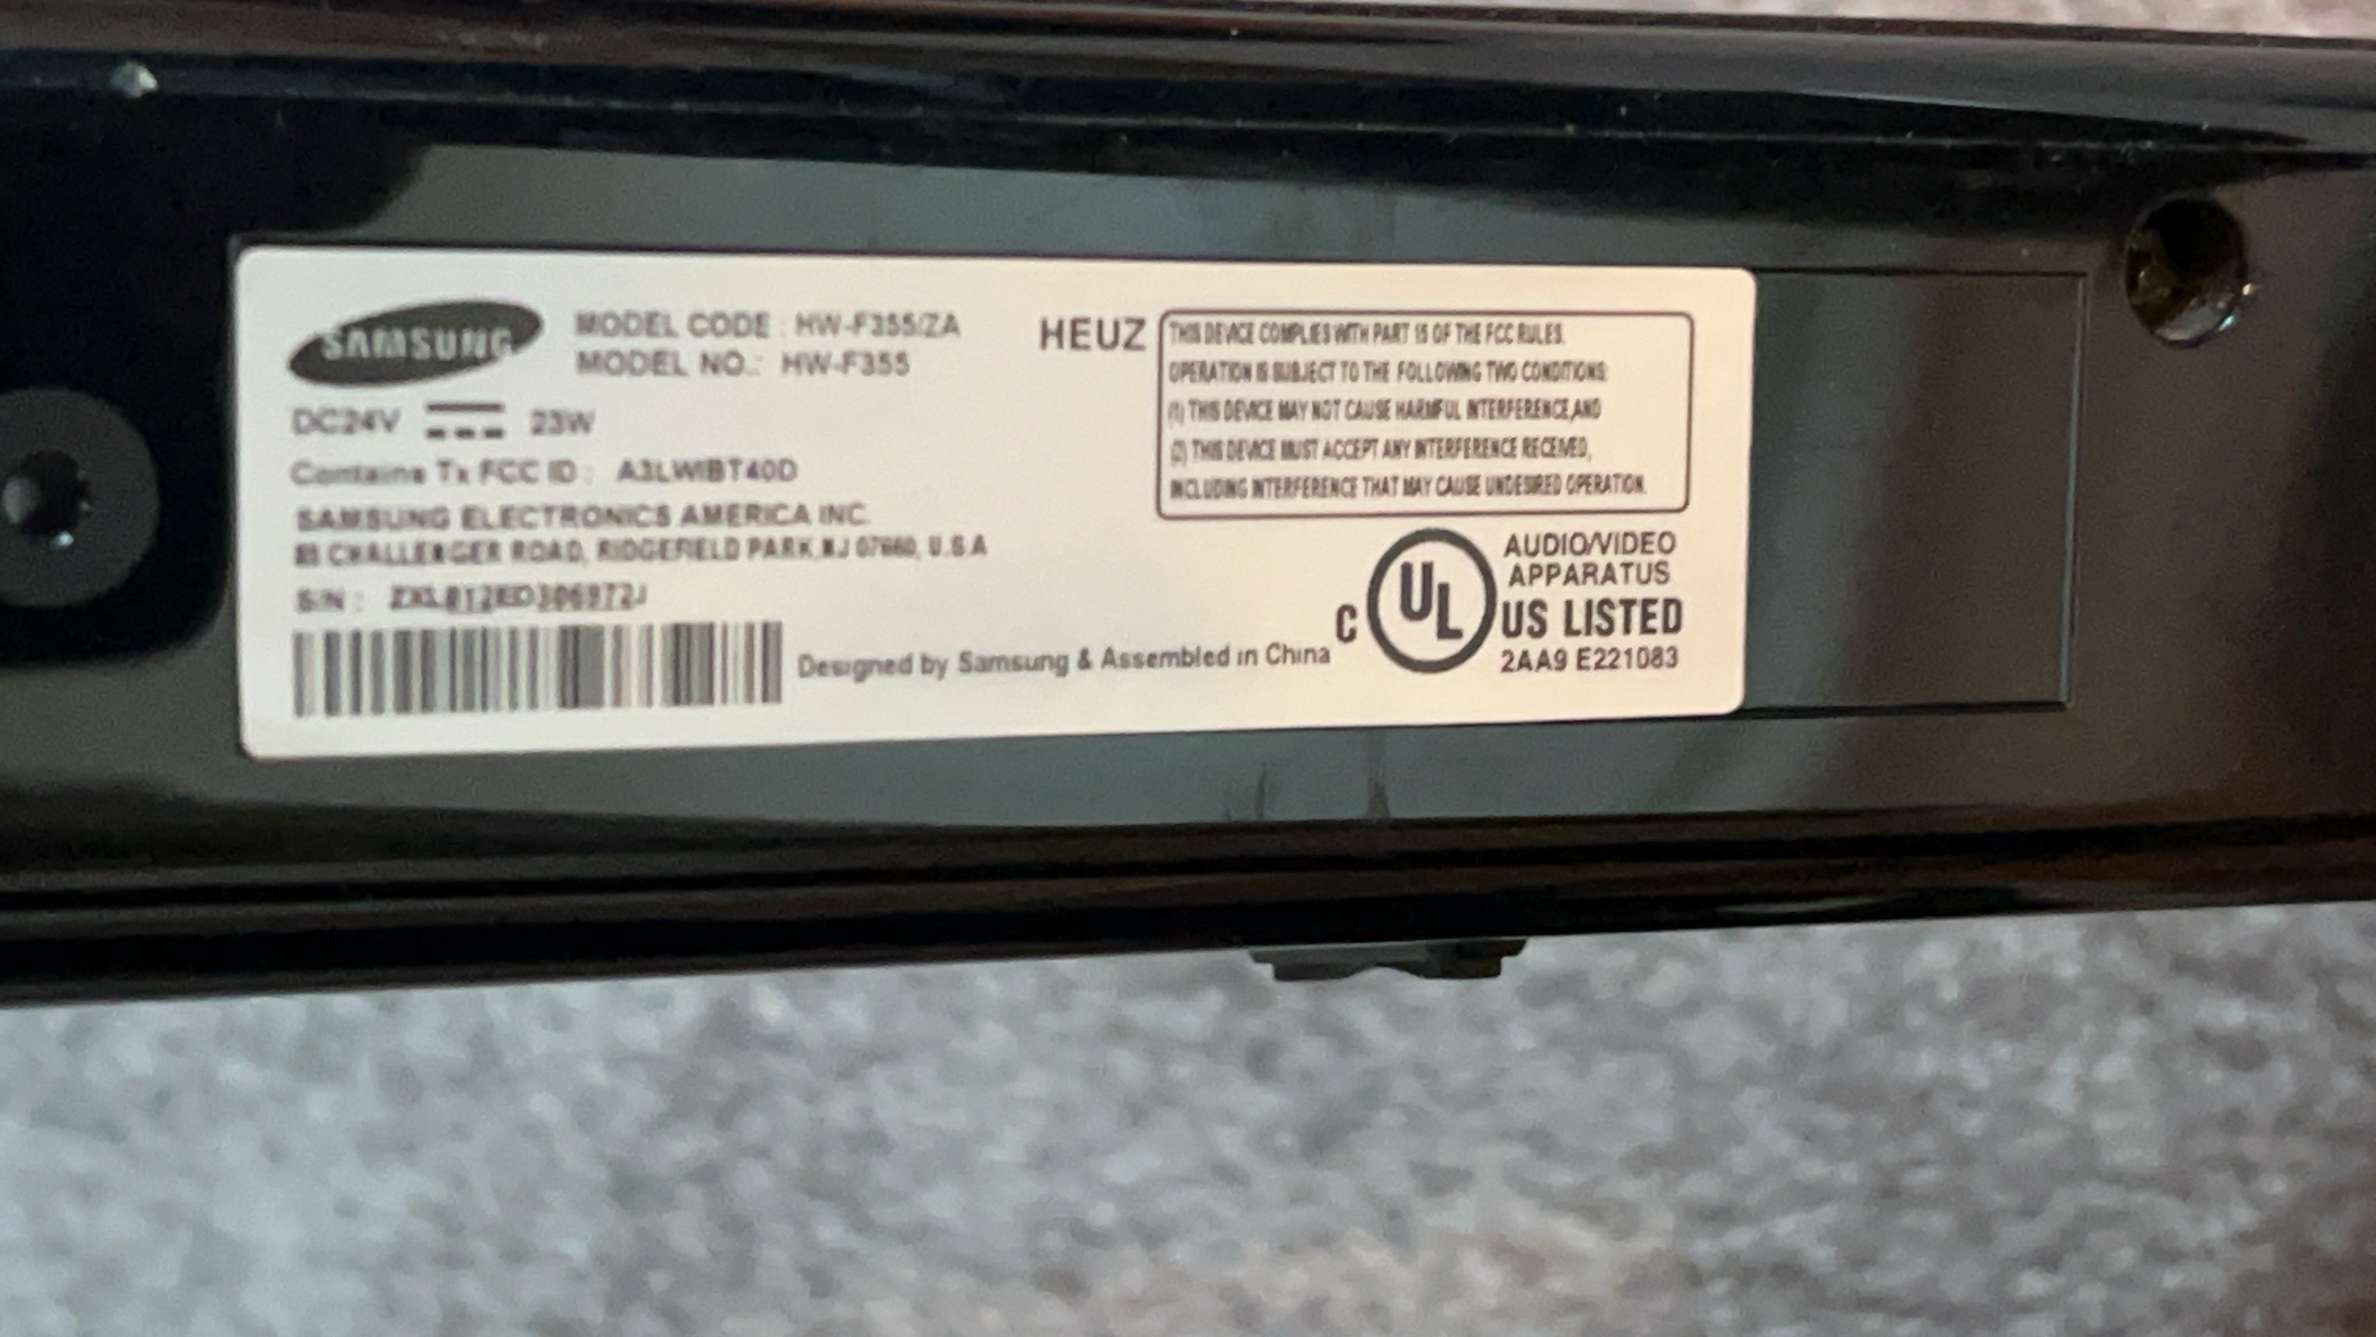 SAMSUNG
MODEL CODE : HW-F355/ZA
MODEL NO.: HW-F355
DC24V 23W
Contains Tx FCC ID : A3LWIBT40D
SAMSUNG ELECTRONICS AMERICA INC.
85 CHALLENGER ROAD, RIDGEFIELD PARK, NJ 07660, U.S.A
S/N :
Designed by Samsung & Assembled in China
HEUZ
THIS DEVICE COMPLIES WITH PART 15 OF THE FCC RULES.
OPERATION IS SUBJECT TO THE FOLLOWING TWO CONDITIONS:
(1) THIS DEVICE MAY NOT CAUSE HARMFUL INTERFERENCE,AND
(2) THIS DEVICE MUST ACCEPT ANY INTERFERENCE RECEIVED,
INCLUDING INTERFERENCE THAT MAY CAUSE UNDESIRED OPERATION.
C UL US LISTED
AUDIO/VIDEO
APPARATUS
2AA9 E221083